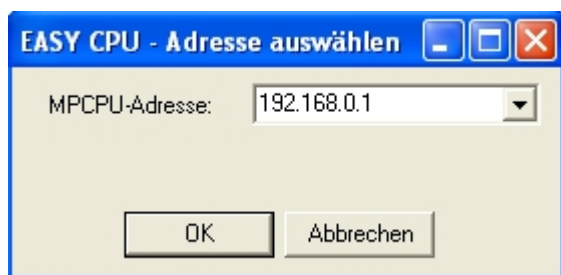 EASY CPU - Adresse auswählen
MPCPU-Adresse: 192.168.0.1
OK Abbrechen